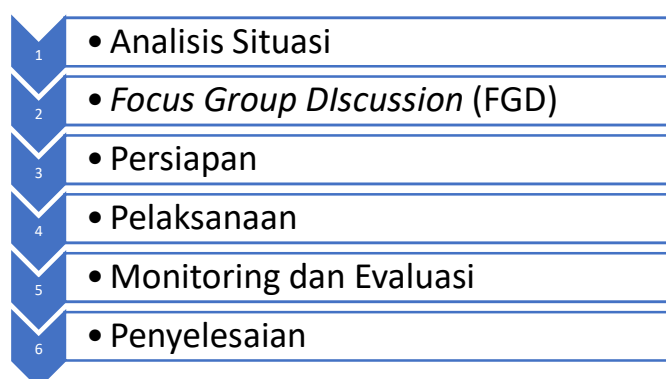 1 • Analisis Situasi
2 • Focus Group DIscussion (FGD)
3 • Persiapan
4 • Pelaksanaan
5 • Monitoring dan Evaluasi
6 • Penyelesaian